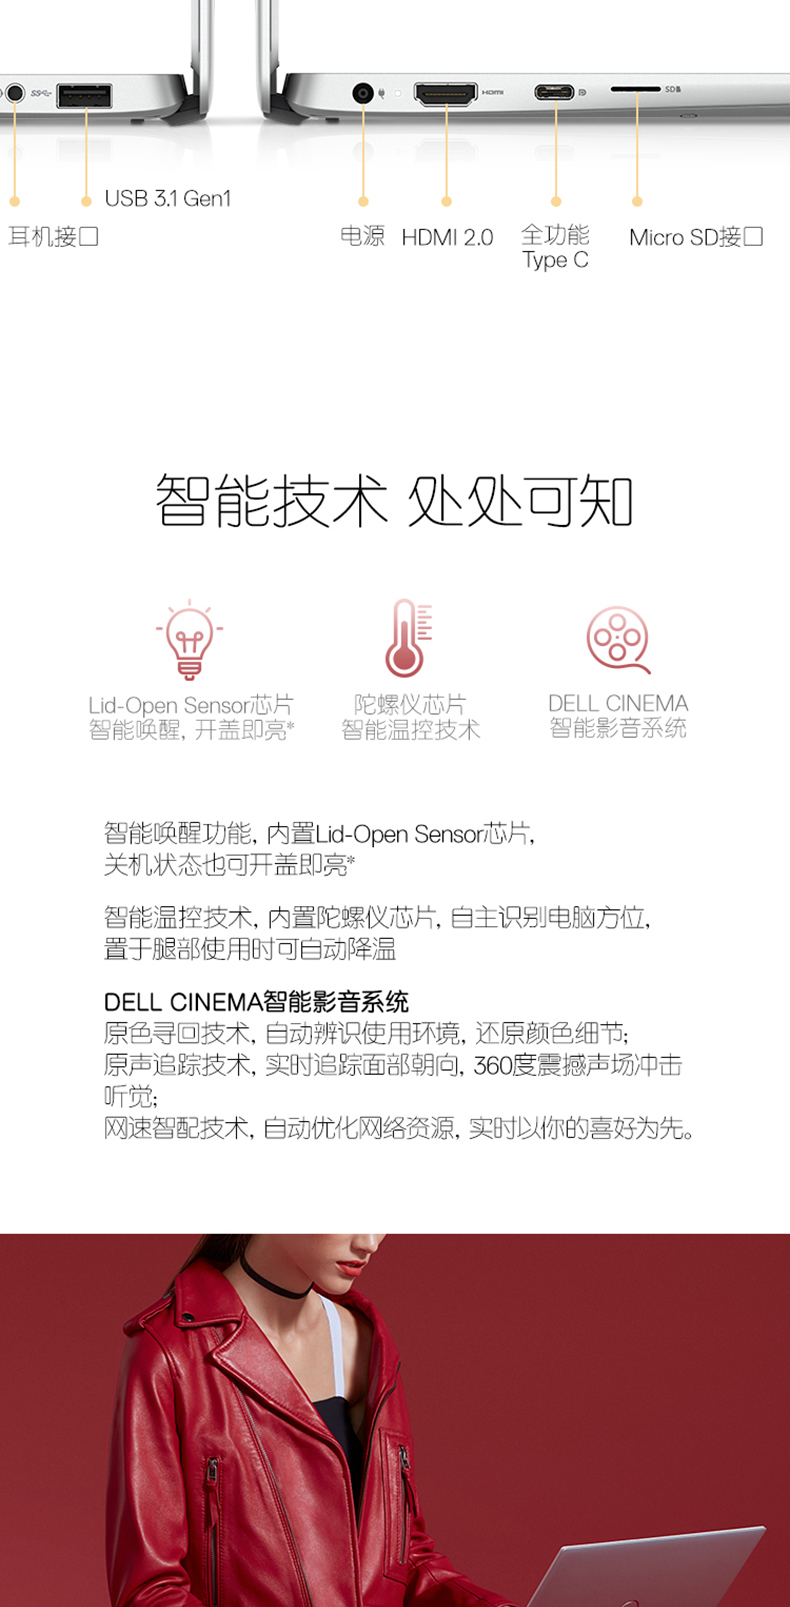 SS
HDMI
SD
USB 3.1 Gen1
耳机接口
电源
HDMI 2.0
全功能
Type C
Micro SD接口
智能技术 处处可知
Lid-Open Sensor芯片
智能唤醒, 开盖即亮*
陀螺仪芯片
智能温控技术
DELL CINEMA
智能影音系统
智能唤醒功能, 内置Lid-Open Sensor芯片,
关机状态也可开盖即亮*
智能温控技术, 内置陀螺仪芯片, 自主识别电脑方位,
置于腿部使用时可自动降温
DELL CINEMA智能影音系统
原色寻回技术, 自动辨识使用环境, 还原颜色细节;
原声追踪技术, 实时追踪面部朝向, 360度震撼声场冲击
听觉;
网速智配技术, 自动优化网络资源, 实时以你的喜好为先。